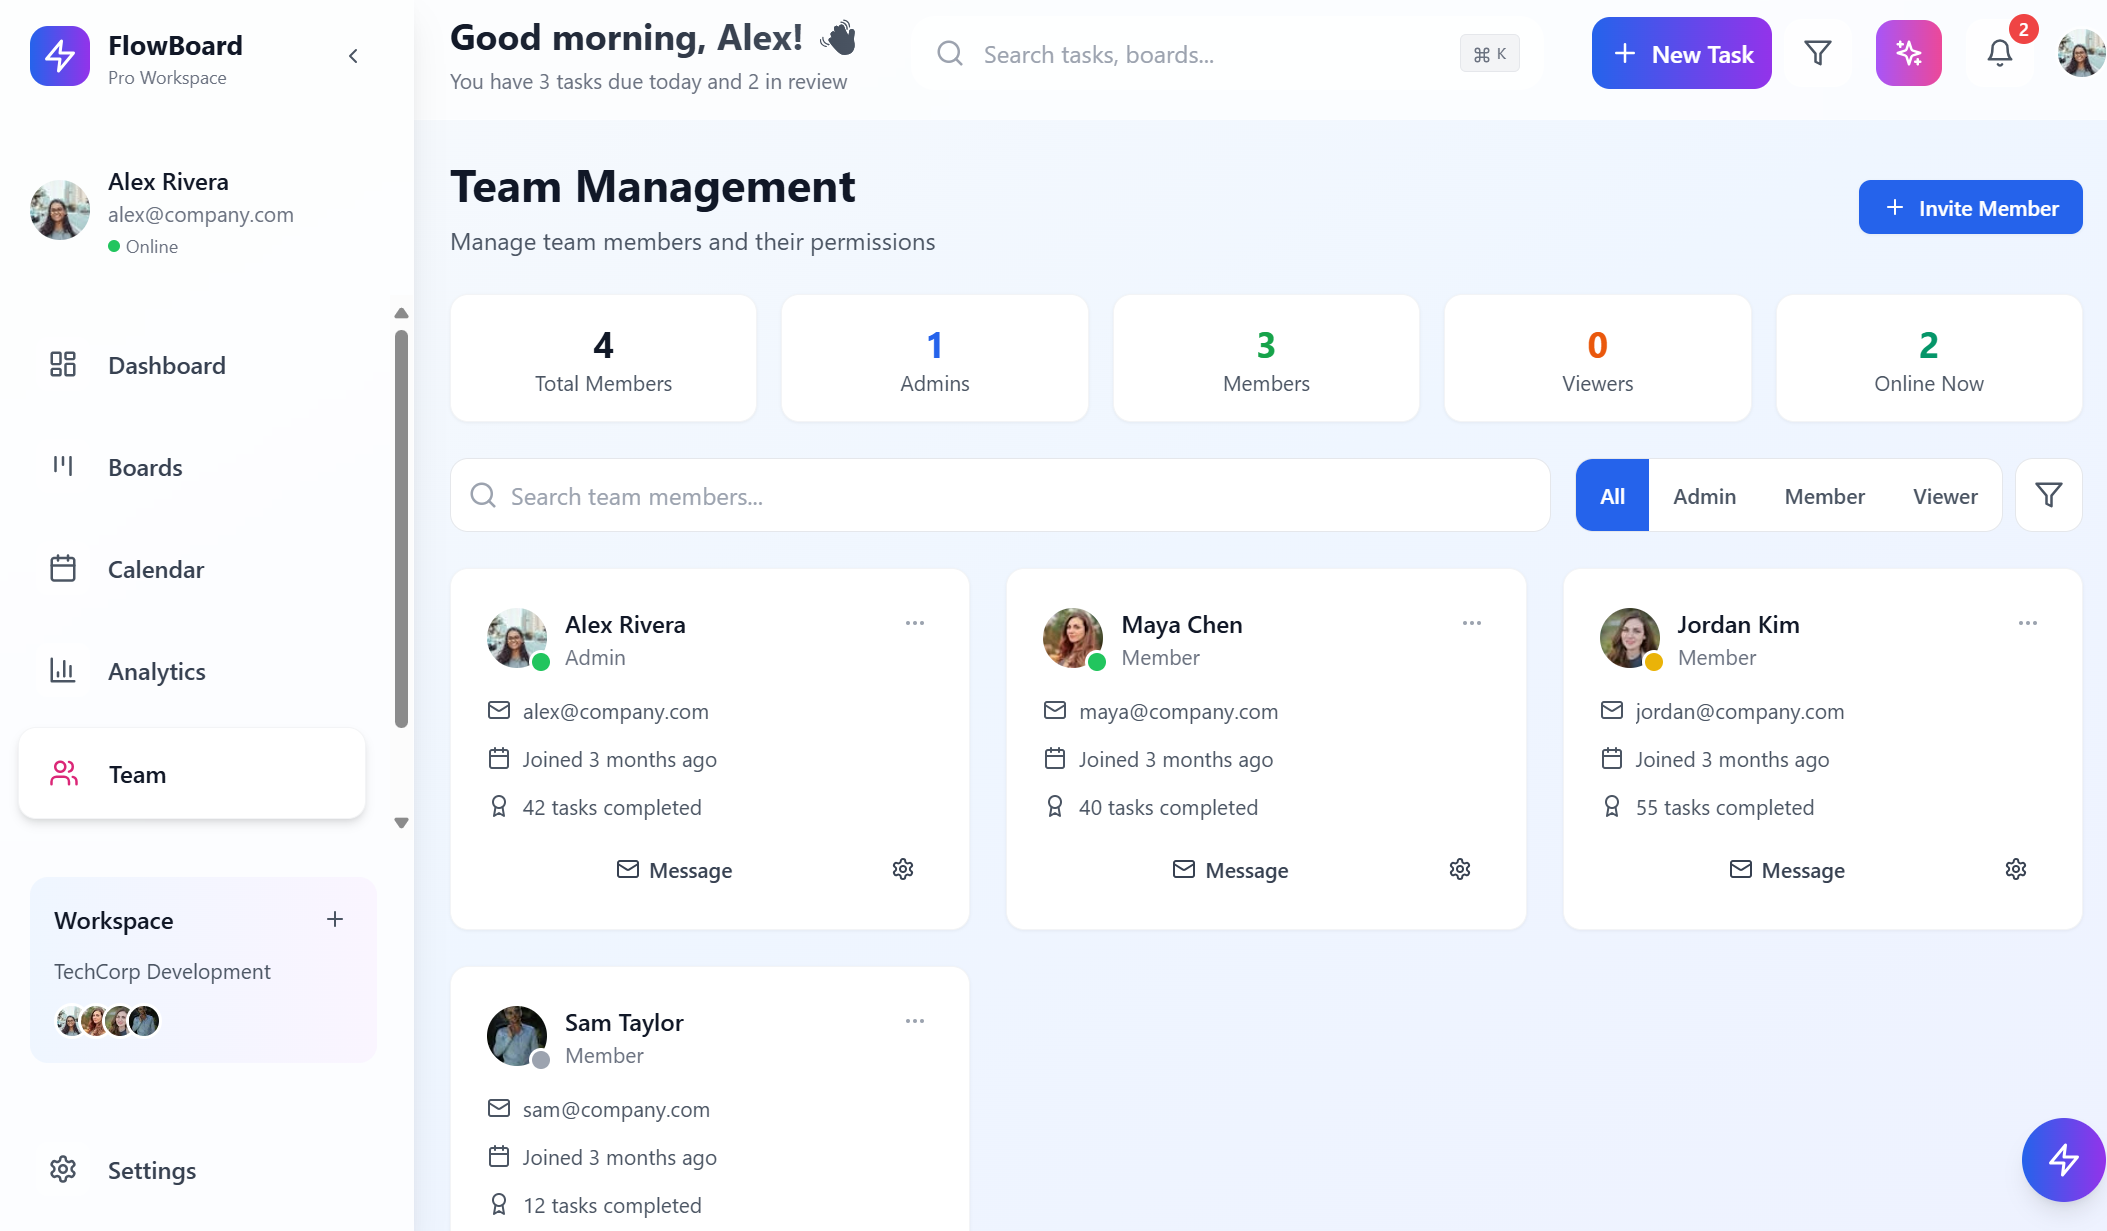 FlowBoard
Pro Workspace
Alex Rivera
alex@company.com
Online
Dashboard
Boards
Calendar
Analytics
Team
Workspace
TechCorp Development
Settings
Good morning, Alex! 👋
You have 3 tasks due today and 2 in review
Search tasks, boards...
⌘ K
New Task
2
Team Management
Manage team members and their permissions
Invite Member
4
Total Members
1
Admins
3
Members
0
Viewers
2
Online Now
Search team members...
All
Admin
Member
Viewer
Alex Rivera
Admin
alex@company.com
Joined 3 months ago
42 tasks completed
Message
Maya Chen
Member
maya@company.com
Joined 3 months ago
40 tasks completed
Message
Jordan Kim
Member
jordan@company.com
Joined 3 months ago
55 tasks completed
Message
Sam Taylor
Member
sam@company.com
Joined 3 months ago
12 tasks completed